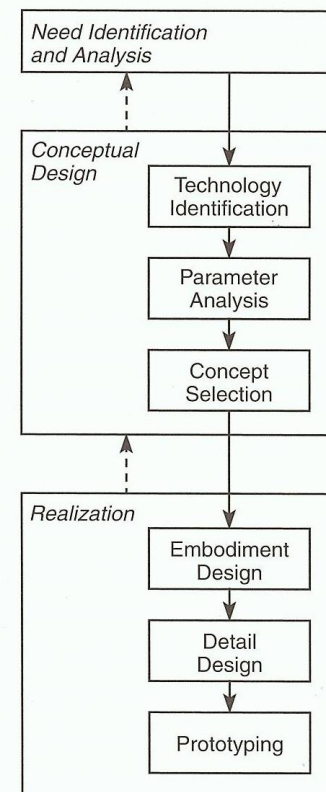 Need Identification
and Analysis
Conceptual
Design
Technology
Identification
Parameter
Analysis
Concept
Selection
Realization
Embodiment
Design
Detail
Design
Prototyping